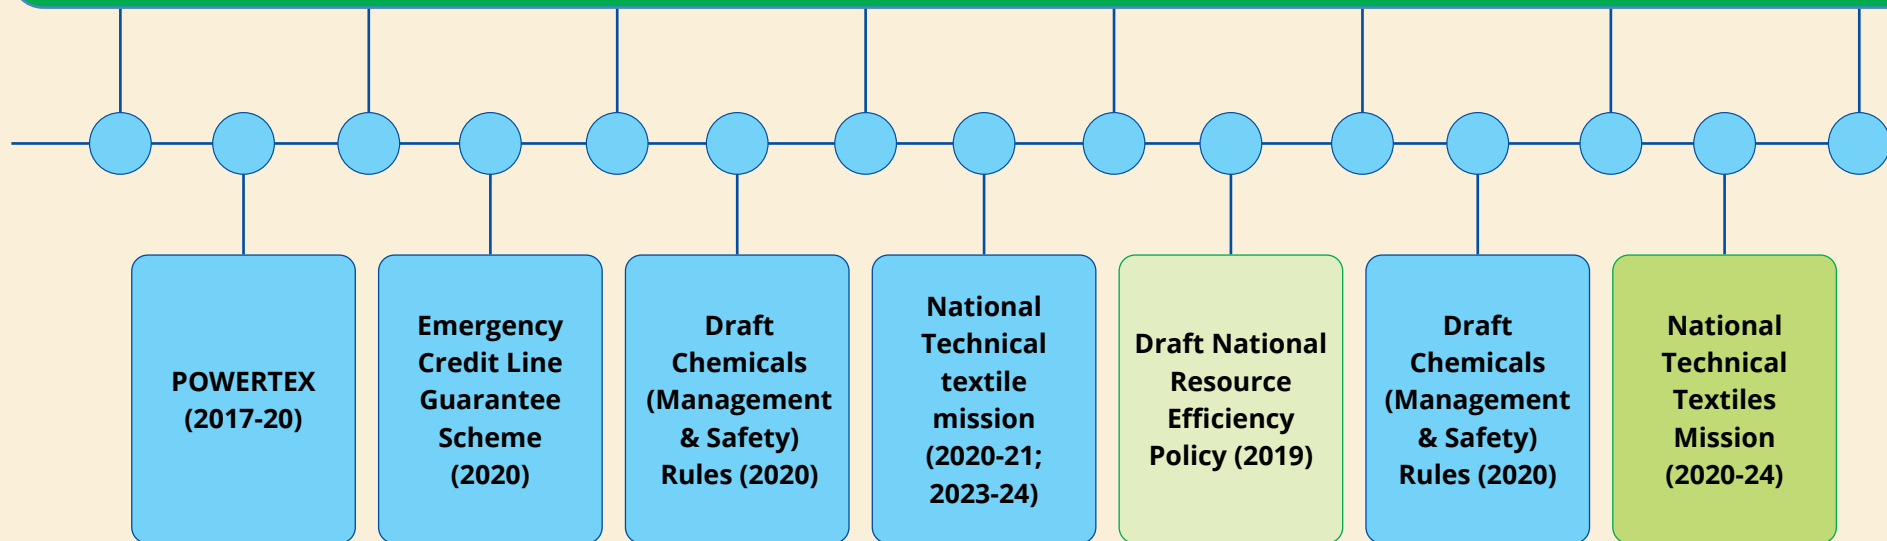 POWERTEX
(2017-20)
Emergency
Credit Line
Guarantee
Scheme
(2020)
Draft
Chemicals
(Management
& Safety)
Rules (2020)
National
Technical
textile
mission
(2020-21;
2023-24)
Draft National
Resource
Efficiency
Policy (2019)
Draft
Chemicals
(Management
& Safety)
Rules (2020)
National
Technical
Textiles
Mission
(2020-24)